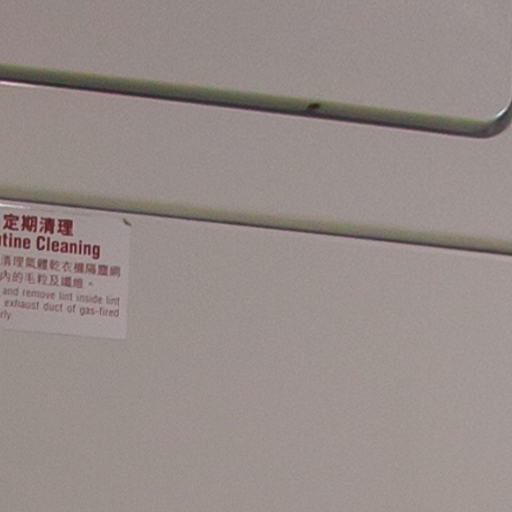 定期清理
tine Cleaning
清理氣體乾衣機隔塵網
內的毛粒及纖維。
and remove lint inside lint
exhaust duct of gas-fired
rly.